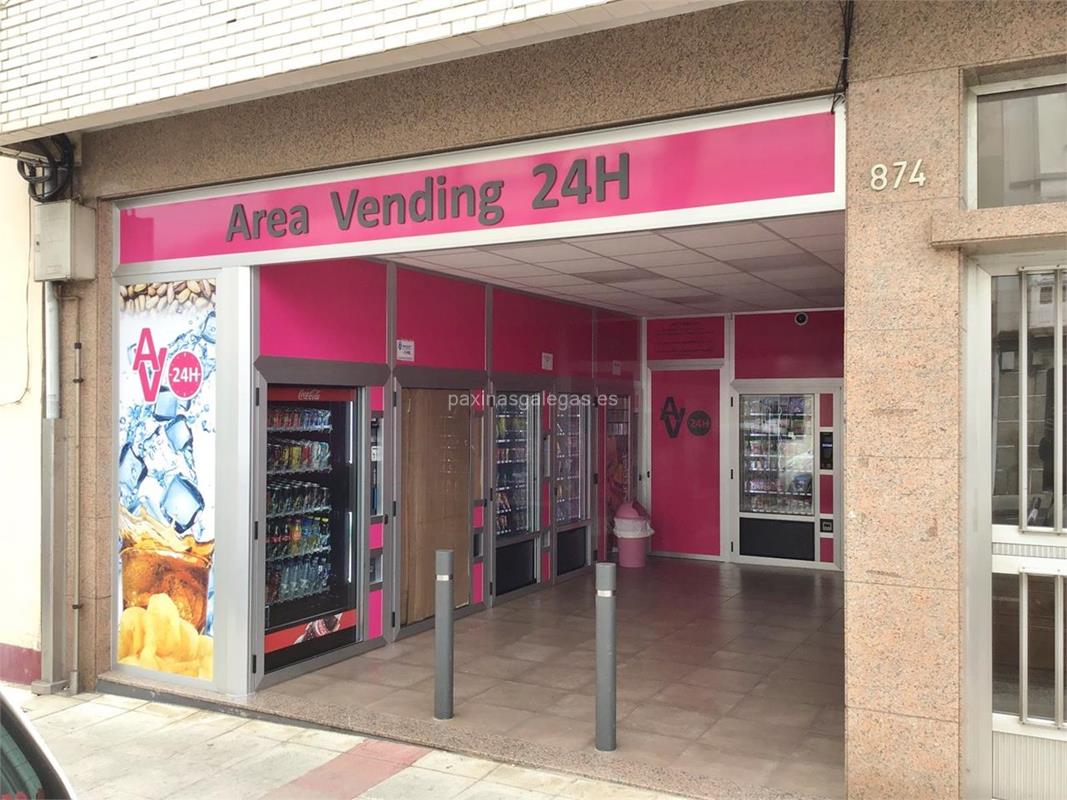 Area Vending 24H
874
AV 24H
Coca-Cola
paxinasgalegas.es
AV 24H